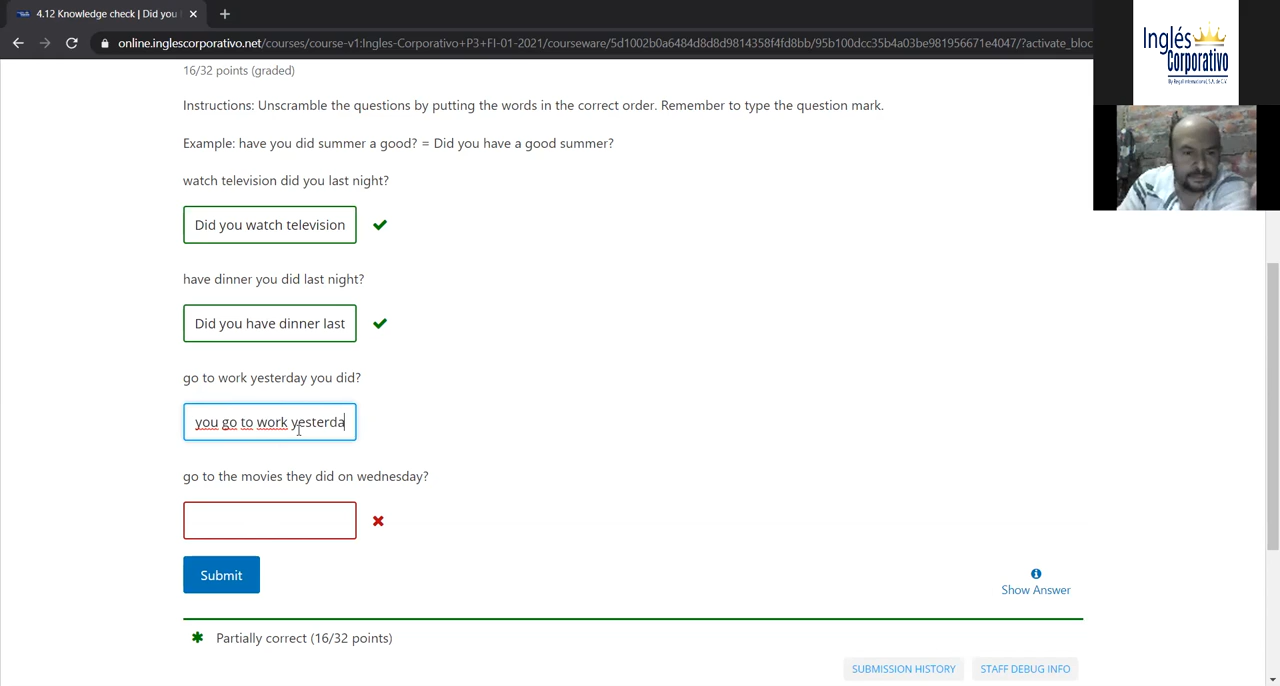 4.12 Knowledge check | Did you
online.inglescorporativo.net/courses/course-v1:Ingles-Corporativo+P3+FI-01-2021/courseware/5d1002b0a6484d8d8d9814358f4fd8bb/95b100dcc35b4a03be981956671e4047/?activate_bloc
Inglés
Corporativo
By Regal International, S.A. de C.V
16/32 points (graded)
Instructions: Unscramble the questions by putting the words in the correct order. Remember to type the question mark.
Example: have you did summer a good? = Did you have a good summer?
watch television did you last night?
Did you watch television
have dinner you did last night?
Did you have dinner last
go to work yesterday you did?
you go to work yesterda
go to the movies they did on wednesday?
Submit
Show Answer
Partially correct (16/32 points)
SUBMISSION HISTORY
STAFF DEBUG INFO